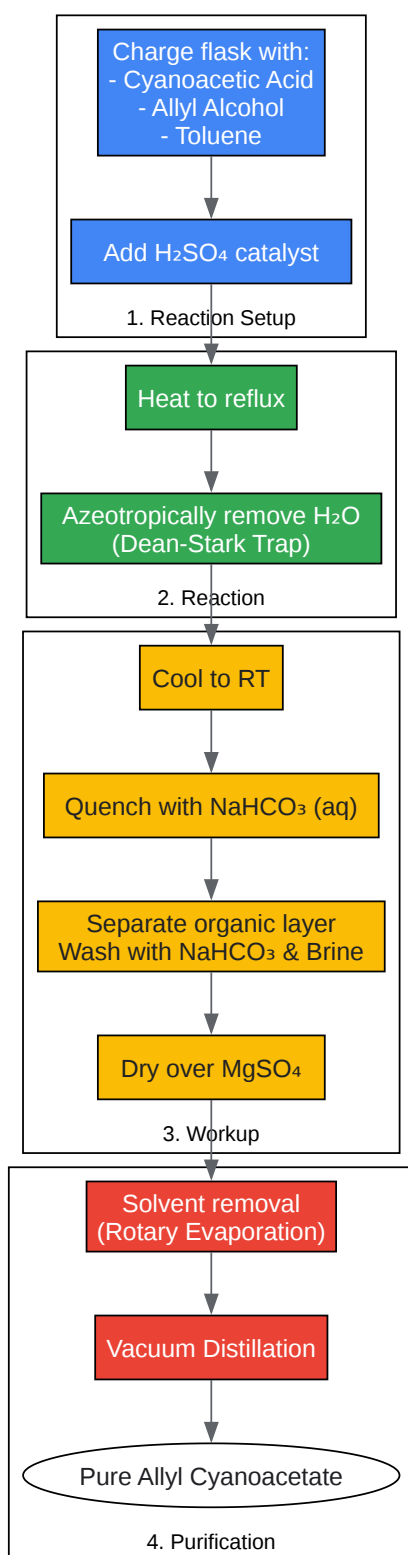 Charge flask with:
- Cyanoacetic Acid
- Allyl Alcohol
- Toluene
Add H₂SO₄ catalyst
1. Reaction Setup
Heat to reflux
Azeotropically remove H₂O
(Dean-Stark Trap)
2. Reaction
Cool to RT
Quench with NaHCO₃ (aq)
Separate organic layer
Wash with NaHCO₃ & Brine
Dry over MgSO₄
3. Workup
Solvent removal
(Rotary Evaporation)
Vacuum Distillation
Pure Allyl Cyanoacetate
4. Purification